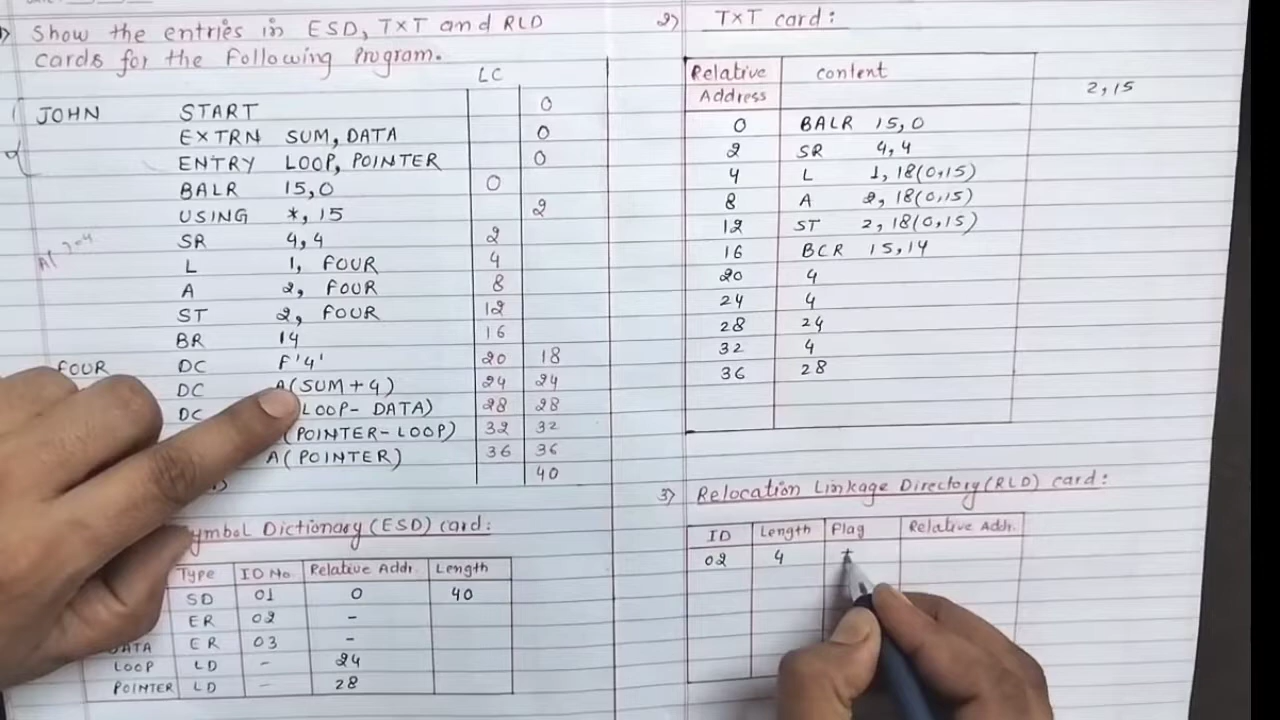 1) Show the entries in ESD, TXT and RLD
cards for the following Program.
LC
JOHN START 0
EXTRN SUM, DATA 0
ENTRY LOOP, POINTER 0
BALR 15,0 0
USING *, 15 2
SR 4,4 2
L 1, FOUR 4
A 2, FOUR 8
ST 2, FOUR 12
BR 14 16
FOUR DC F'4' 20 18
DC A(SUM+4) 24 24
DC LOOP- DATA) 28 28
(POINTER-LOOP) 32 32
A(POINTER) 36 36
40
ymbol Dictionary (ESD) card:
Type ID No Relative Addr. Length
SD 01 0 40
ER 02 -
DATA ER 03 -
LOOP LD - 24
POINTER LD - 28
2) TXT card:
Relative Address content
0 BALR 15,0
2 SR 4,4
4 L 1, 18(0,15)
8 A 2, 18(0,15)
12 ST 2, 18(0,15)
16 BCR 15,14
20 4
24 4
28 24
32 4
36 28
2,15
3) Relocation Linkage Directory (RLD) card:
ID Length Flag Relative Addr.
02 4 +